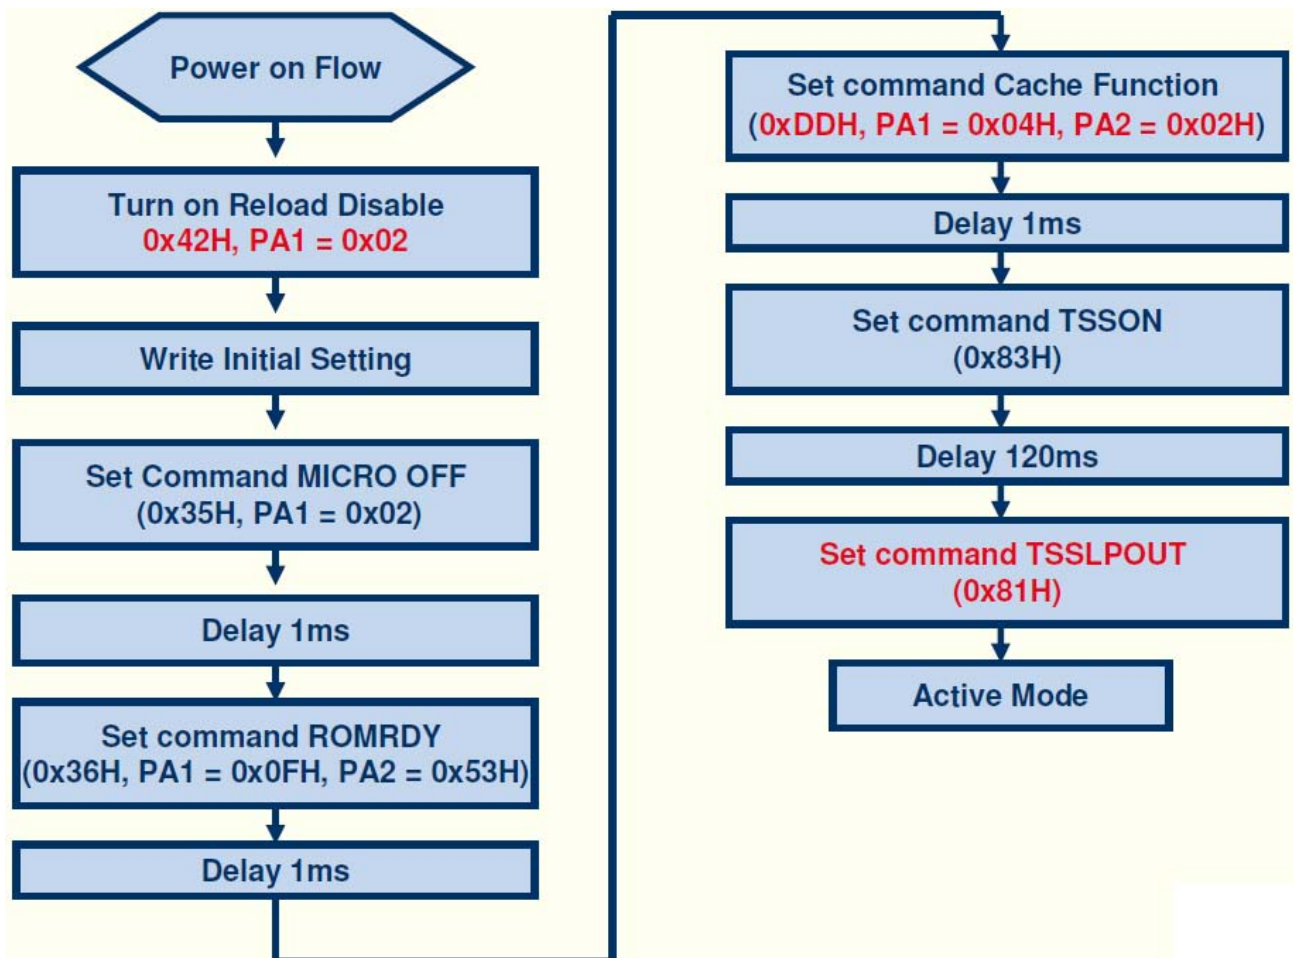 Power on Flow
Turn on Reload Disable
0x42H, PA1 = 0x02
Write Initial Setting
Set Command MICRO OFF
(0x35H, PA1 = 0x02)
Delay 1ms
Set command ROMRDY
(0x36H, PA1 = 0x0FH, PA2 = 0x53H)
Delay 1ms
Set command Cache Function
(0xDDH, PA1 = 0x04H, PA2 = 0x02H)
Delay 1ms
Set command TSSON
(0x83H)
Delay 120ms
Set command TSSLPOUT
(0x81H)
Active Mode